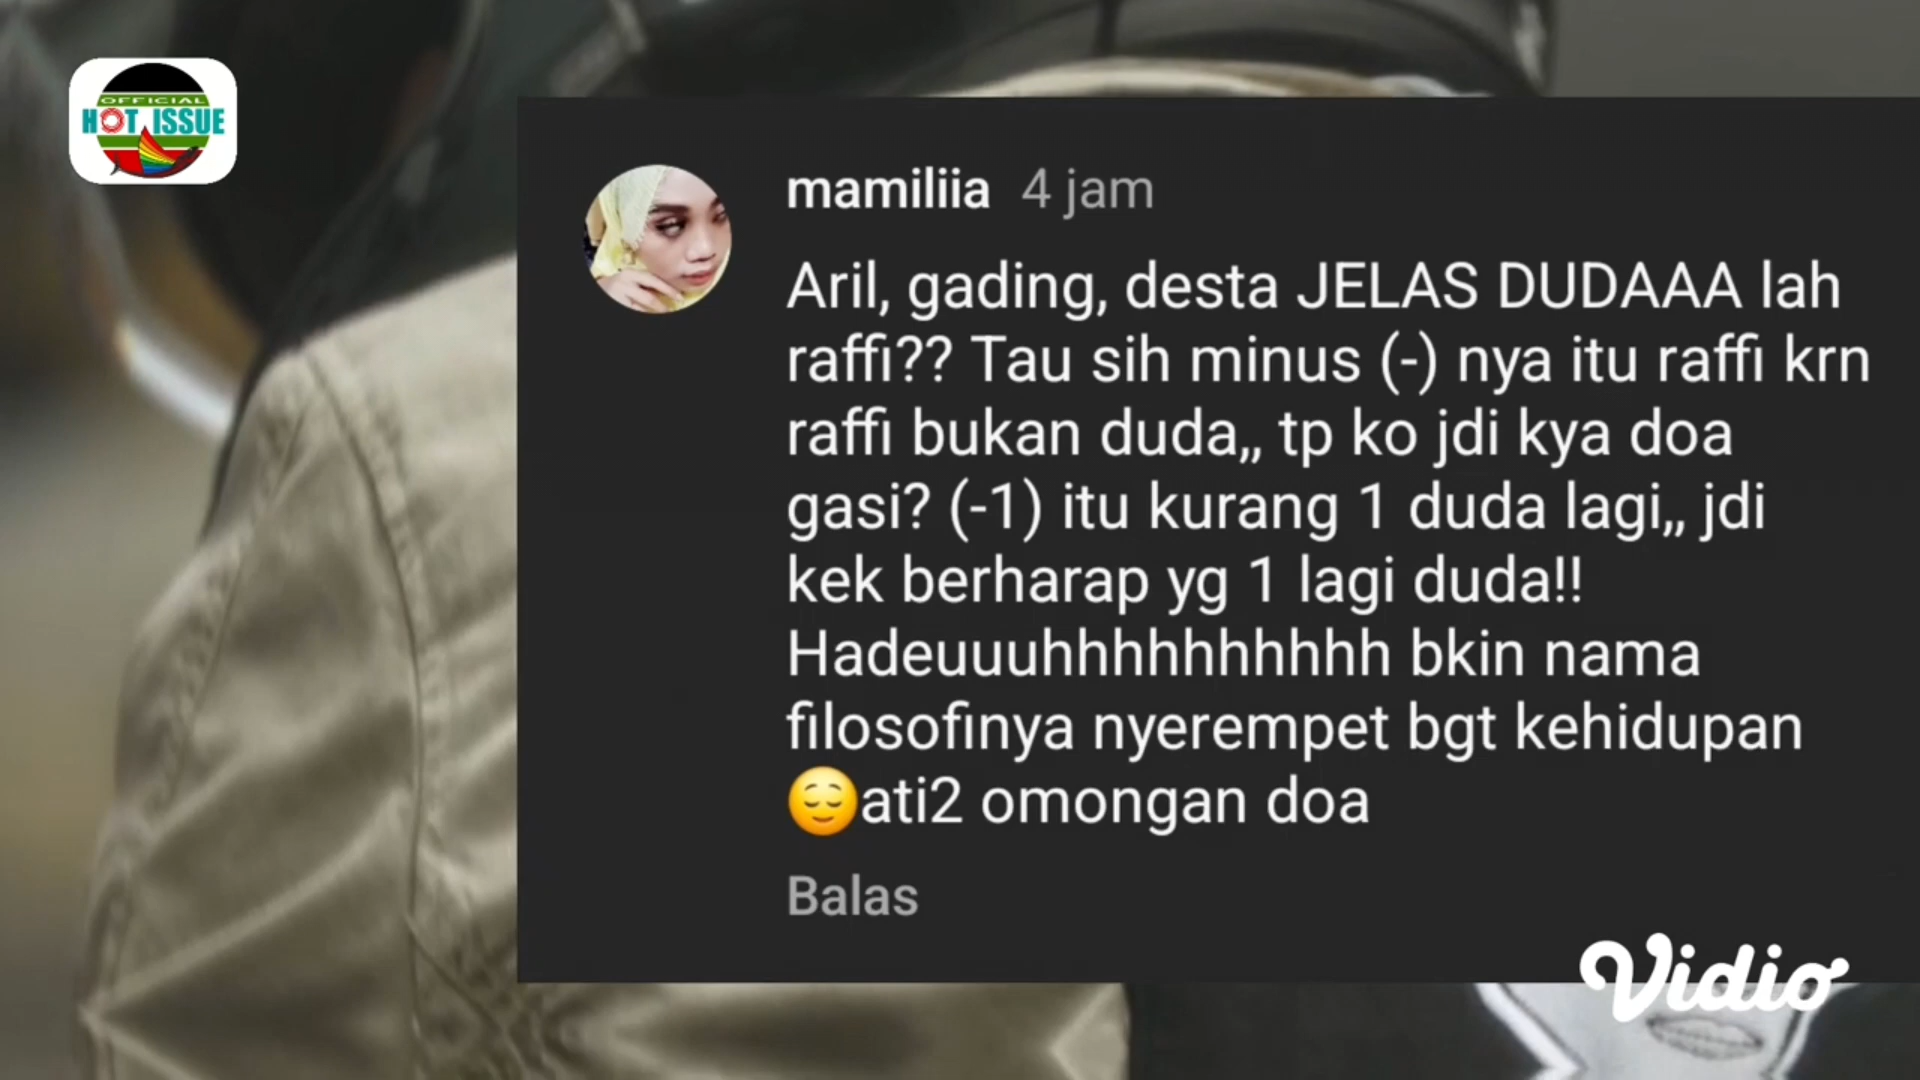 OFFICIAL
HOT ISSUE
mamiliia 4 jam
Aril, gading, desta JELAS DUDAAA lah
raffi?? Tau sih minus (-) nya itu raffi krn
raffi bukan duda,, tp ko jdi kya doa
gasi? (-1) itu kurang 1 duda lagi,, jdi
kek berharap yg 1 lagi duda!!
Hadeuuuhhhhhhhhhhh bkin nama
filosofinya nyerempet bgt kehidupan
😌ati2 omongan doa
Balas
Vidio